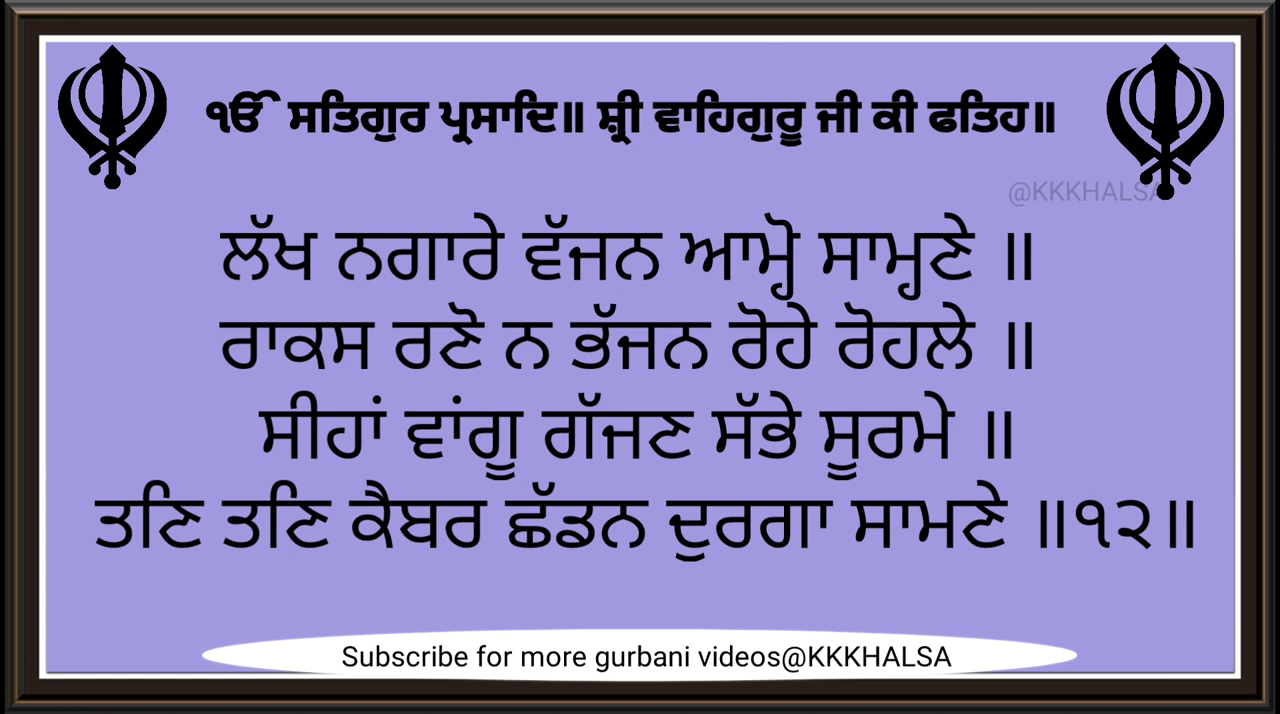 ੴ ਸਤਿਗੁਰ ਪ੍ਰਸਾਦਿ॥ ਸ਼੍ਰੀ ਵਾਹਿਗੁਰੂ ਜੀ ਕੀ ਫਤਿਹ॥
@KKKHALSA
ਲੱਖ ਨਗਾਰੇ ਵੱਜਨ ਆਮ੍ਹੋ ਸਾਮ੍ਹਣੇ ॥
ਰਾਕਸ ਰਣੋ ਨ ਭੱਜਨ ਰੋਹੇ ਰੋਹਲੇ ॥
ਸੀਹਾਂ ਵਾਂਗੂ ਗੱਜਣ ਸੱਭੇ ਸੂਰਮੇ ॥
ਤਣਿ ਤਣਿ ਕੈਬਰ ਛੱਡਨ ਦੁਰਗਾ ਸਾਮਣੇ ॥੧੨॥
Subscribe for more gurbani videos@KKKHALSA